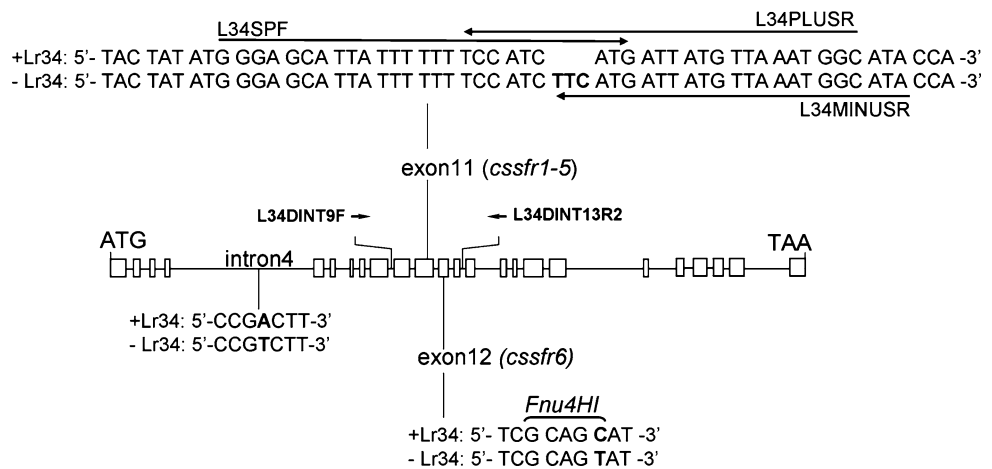 L34SPF L34PLUSR
+Lr34: 5'- TAC TAT ATG GGA GCA TTA TTT TTT TCC ATC ATG ATT ATG TTA AAT GGC ATA CCA -3'
- Lr34: 5'- TAC TAT ATG GGA GCA TTA TTT TTT TCC ATC TTC ATG ATT ATG TTA AAT GGC ATA CCA -3'
L34MINUSR
exon11 (cssfr1-5)
L34DINT9F L34DINT13R2
ATG TAA
intron4
+Lr34: 5'-CCGACTT-3'
- Lr34: 5'-CCGTCTT-3'
exon12 (cssfr6)
Fnu4HI
+Lr34: 5'- TCG CAG CAT -3'
- Lr34: 5'- TCG CAG TAT -3'